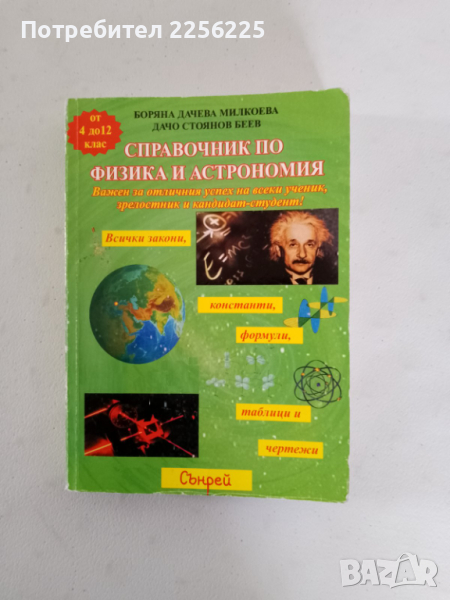 Потребител 2256225
от
4 до12
клас
БОРЯНА ДАЧЕВА МИЛКОЕВА
ДАЧО СТОЯНОВ БЕЕВ
СПРАВОЧНИК ПО
ФИЗИКА И АСТРОНОМИЯ
Важен за отличния успех на всеки ученик,
зрелостник и кандидат-студент!
Всички закони,
константи,
формули,
таблици и
чертежи
Сънрей
BAZAR